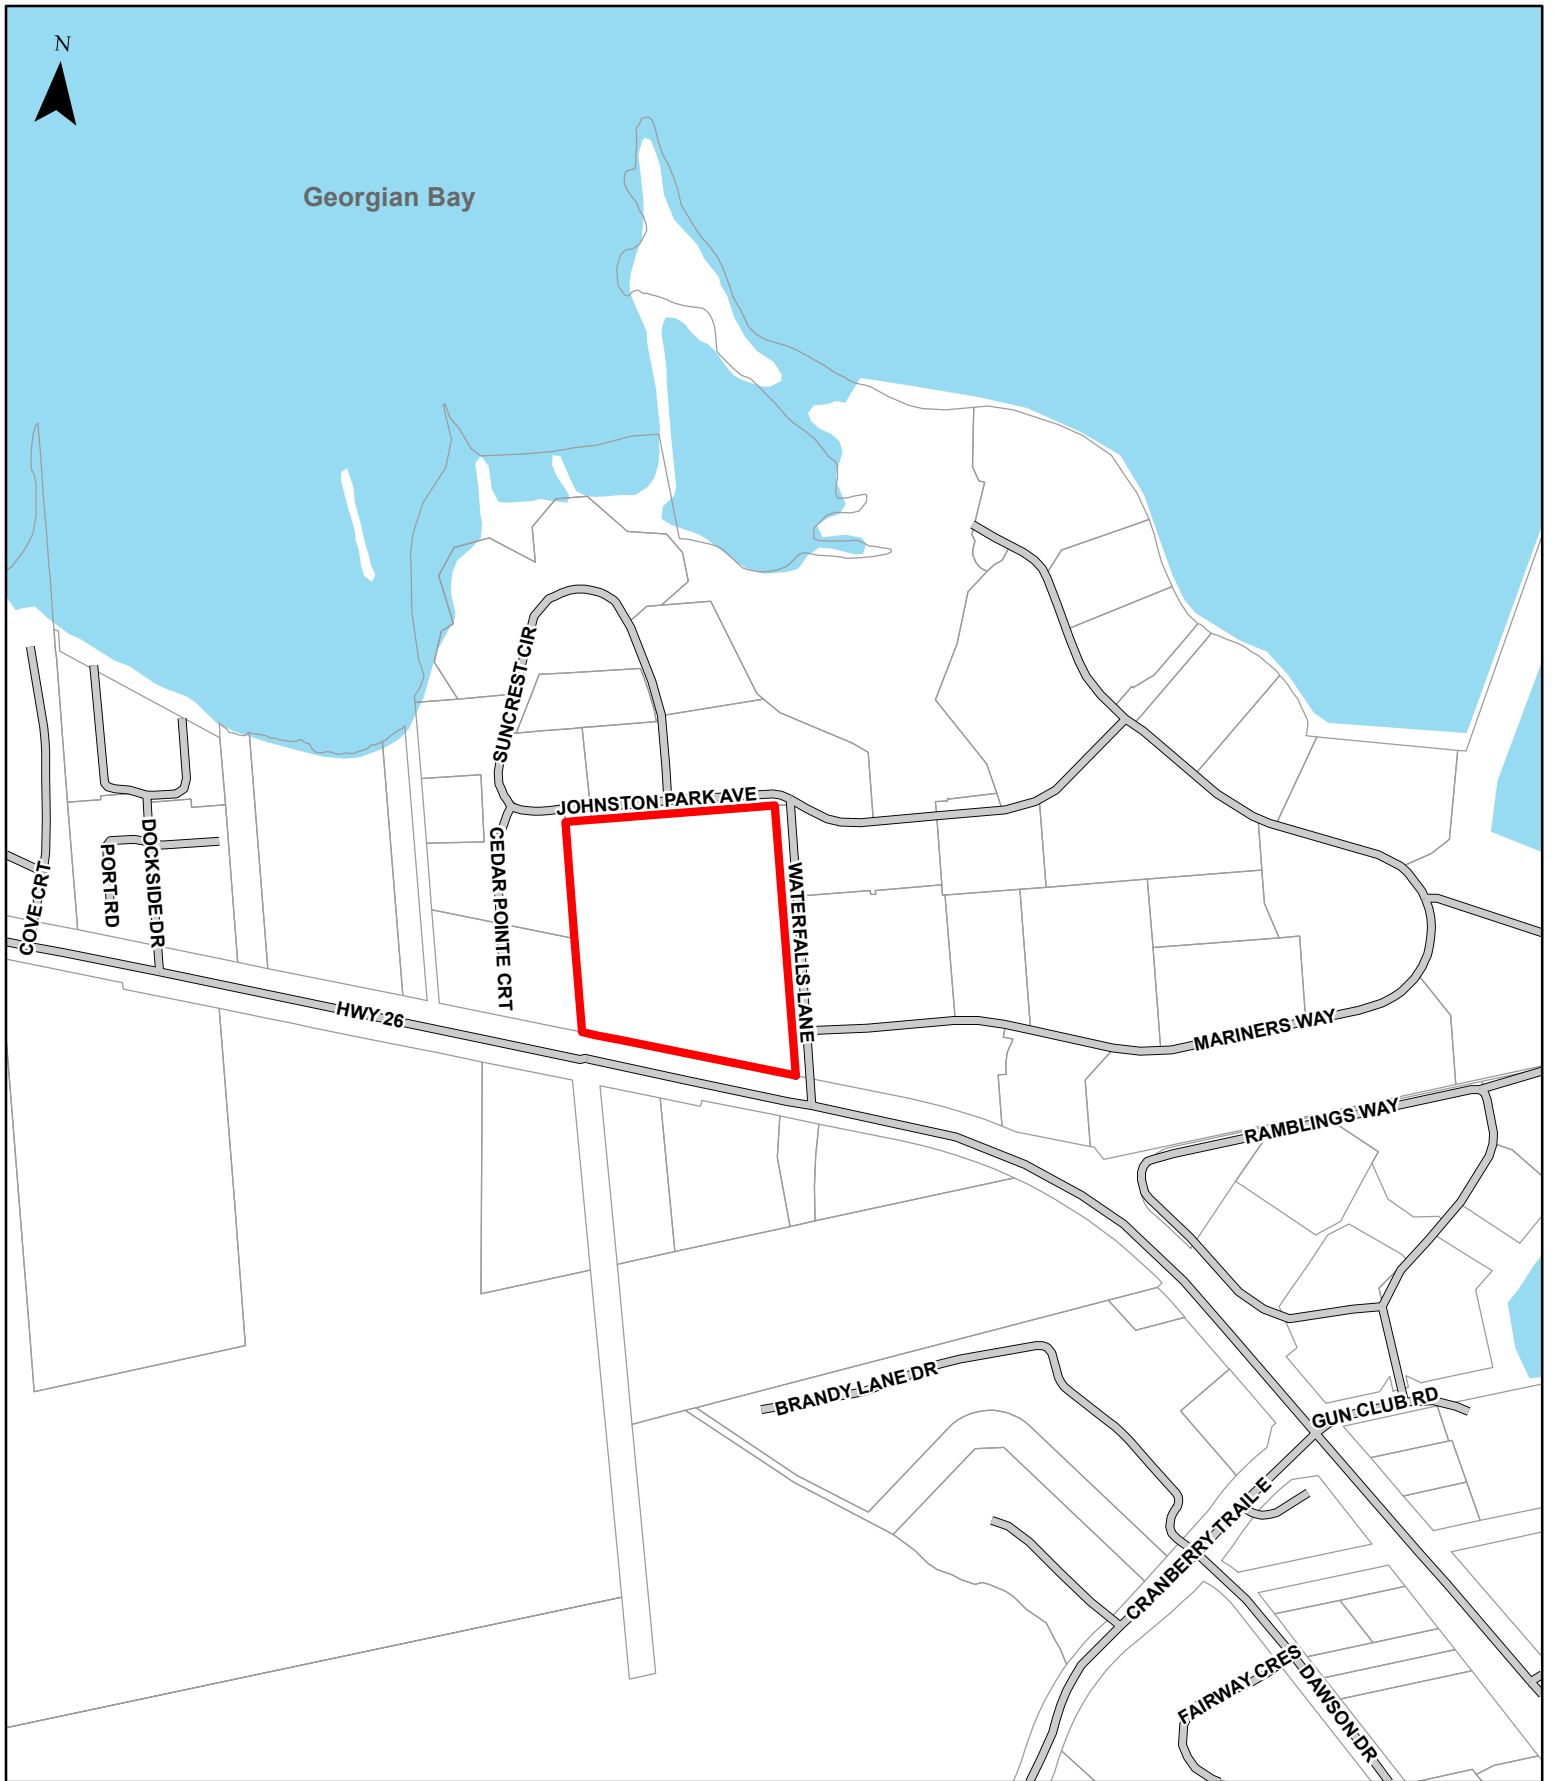 N
Georgian Bay
SUNCREST CIR
JOHNSTON PARK AVE
CEDAR POINTE CRT
WATERFALLS LANE
COVE CRT
PORT RD
DOCKSIDE DR
HWY 26
MARINERS WAY
RAMBLINGS WAY
BRANDY LANE DR
GUN CLUB RD
CRANBERRY TRAIL E
FAIRWAY CRES
DAWSON DR